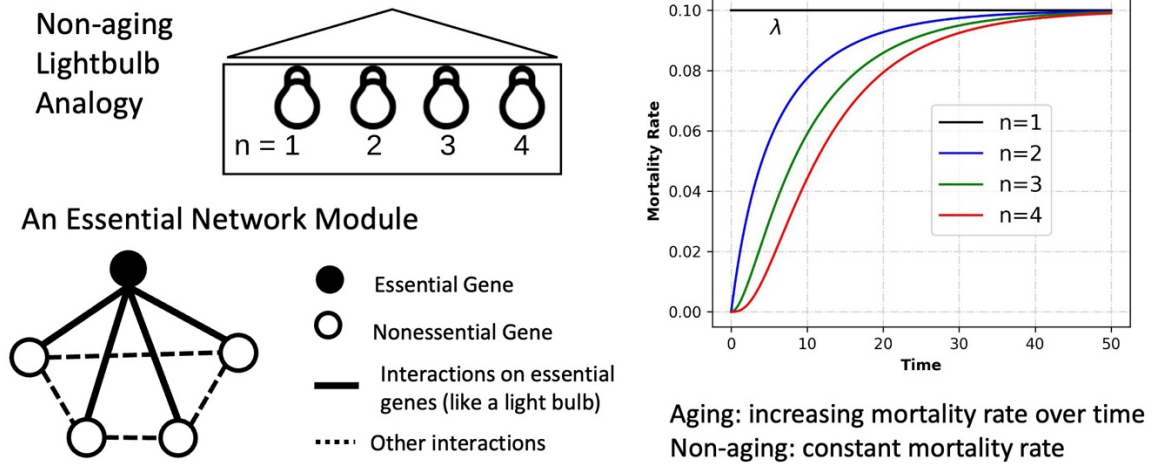 Non-aging
Lightbulb
Analogy
n = 1 2 3 4
An Essential Network Module
Essential Gene
Nonessential Gene
Interactions on essential
genes (like a light bulb)
Other interactions
Mortality Rate
0.10
0.08
0.06
0.04
0.02
0.00
λ
n=1
n=2
n=3
n=4
0 10 20 30 40 50
Time
Aging: increasing mortality rate over time
Non-aging: constant mortality rate